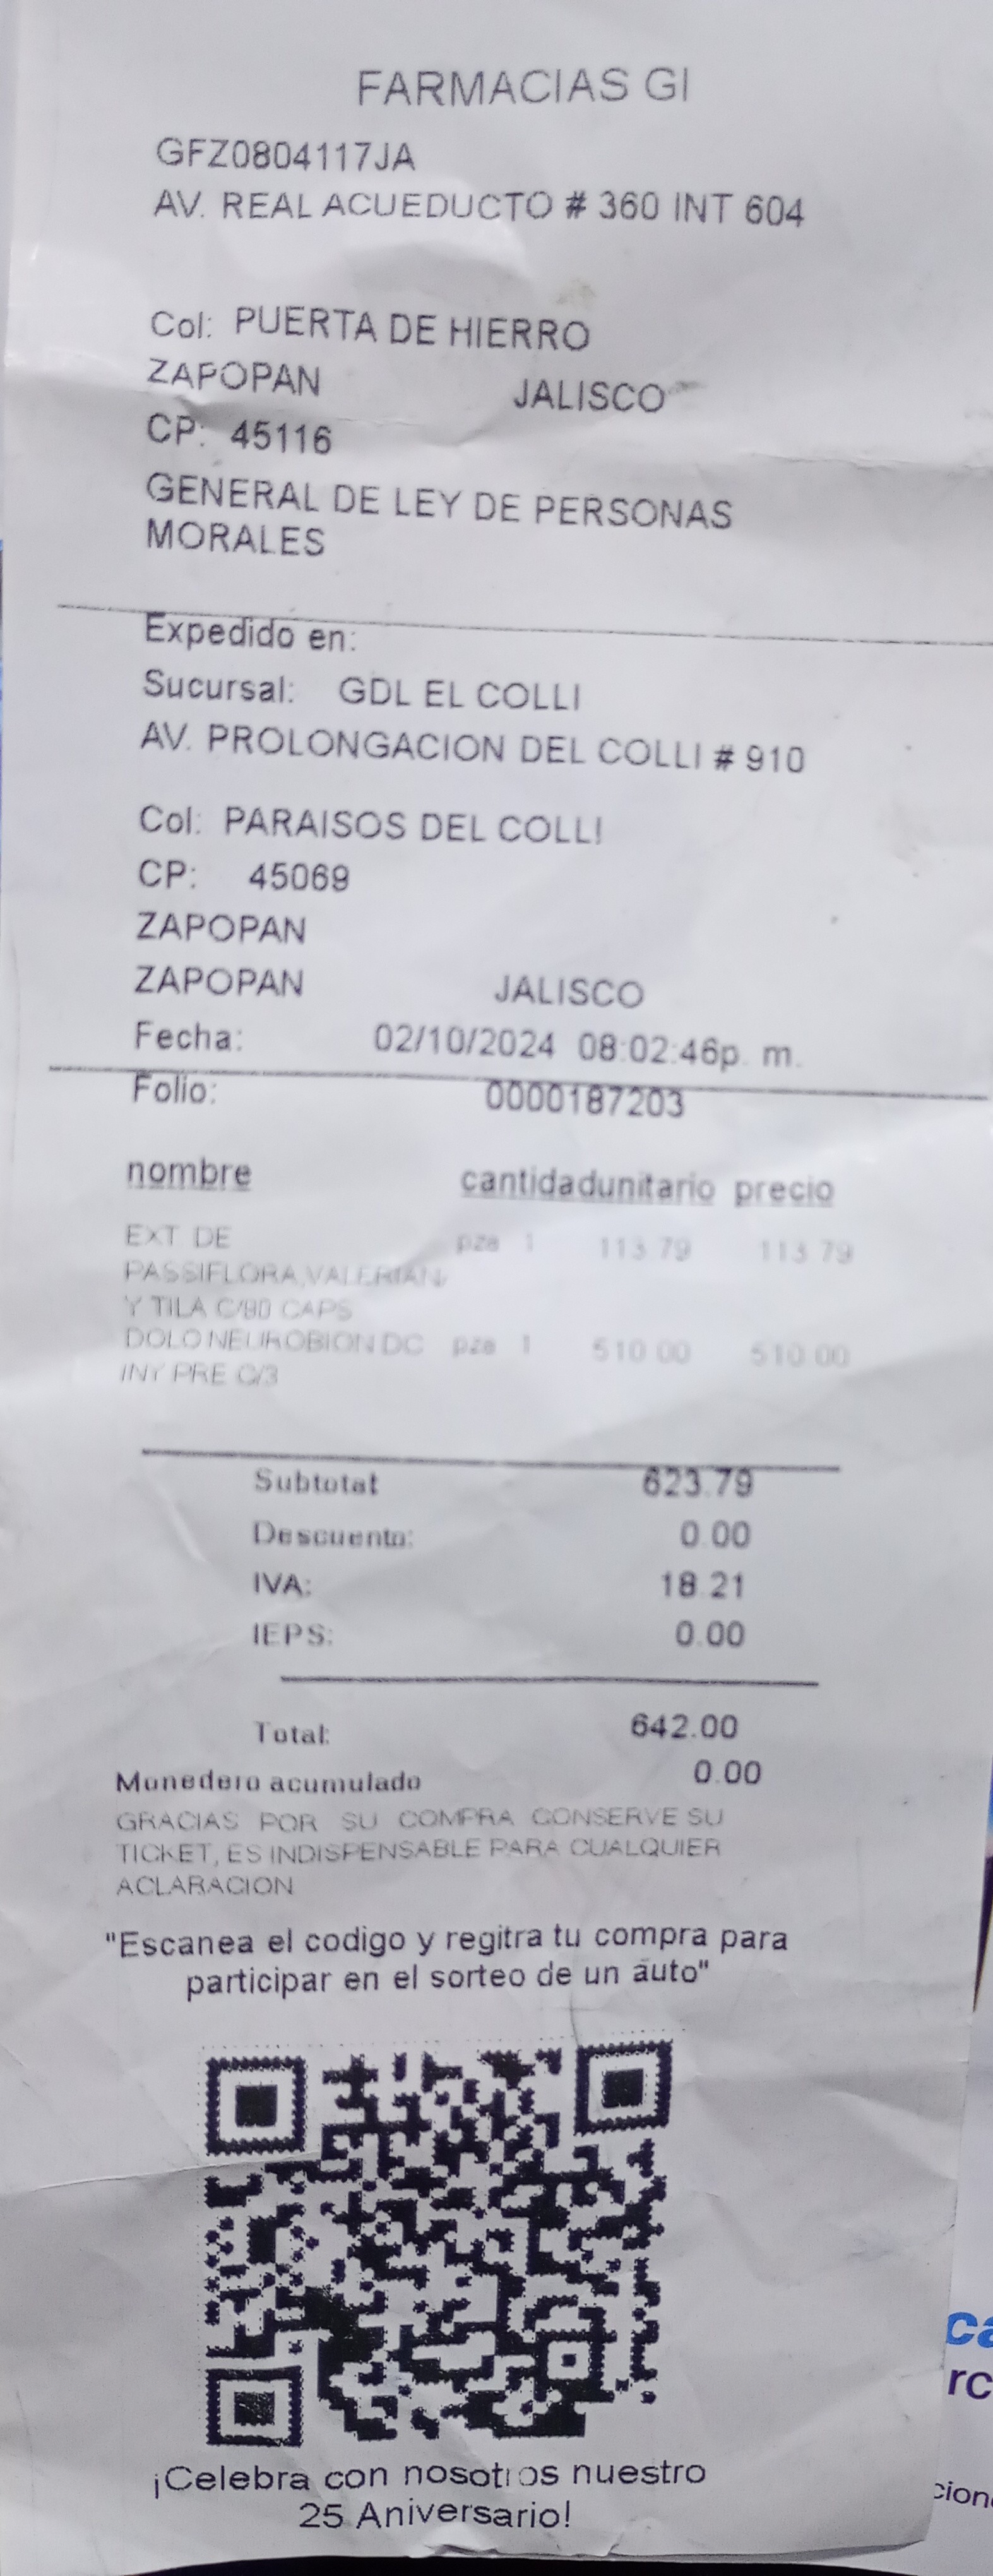 FARMACIAS GI
GFZ0804117JA
AV. REAL ACUEDUCTO # 360 INT 604
Col: PUERTA DE HIERRO
ZAPOPAN JALISCO
CP: 45116
GENERAL DE LEY DE PERSONAS
MORALES
Expedido en:
Sucursal: GDL EL COLLI
AV. PROLONGACION DEL COLLI # 910
Col: PARAISOS DEL COLLI
CP: 45069
ZAPOPAN
ZAPOPAN JALISCO
Fecha: 02/10/2024 08:02:46p. m.
Folio: 0000187203
nombre cantidadunitario precio
EXT DE pza 1 113.79 113.79
PASSIFLORA,VALERIAN
Y TILA C/90 CAPS
DOLO NEUROBION DC pza 1 510.00 510.00
INY PRE C/3
Subtotal 623.79
Descuento: 0.00
IVA: 18.21
IEPS: 0.00
Total: 642.00
Monedero acumulado 0.00
GRACIAS POR SU COMPRA CONSERVE SU
TICKET, ES INDISPENSABLE PARA CUALQUIER
ACLARACION
"Escanea el codigo y regitra tu compra para
participar en el sorteo de un auto"
¡Celebra con nosotros nuestro
25 Aniversario!